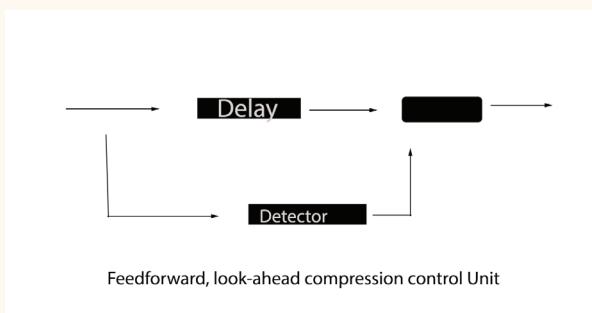 Delay
Detector
Feedforward, look-ahead compression control Unit